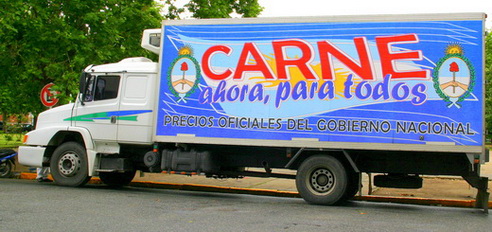 CARNE
ahora, para todos
PRECIOS OFICIALES DEL GOBIERNO NACIONAL